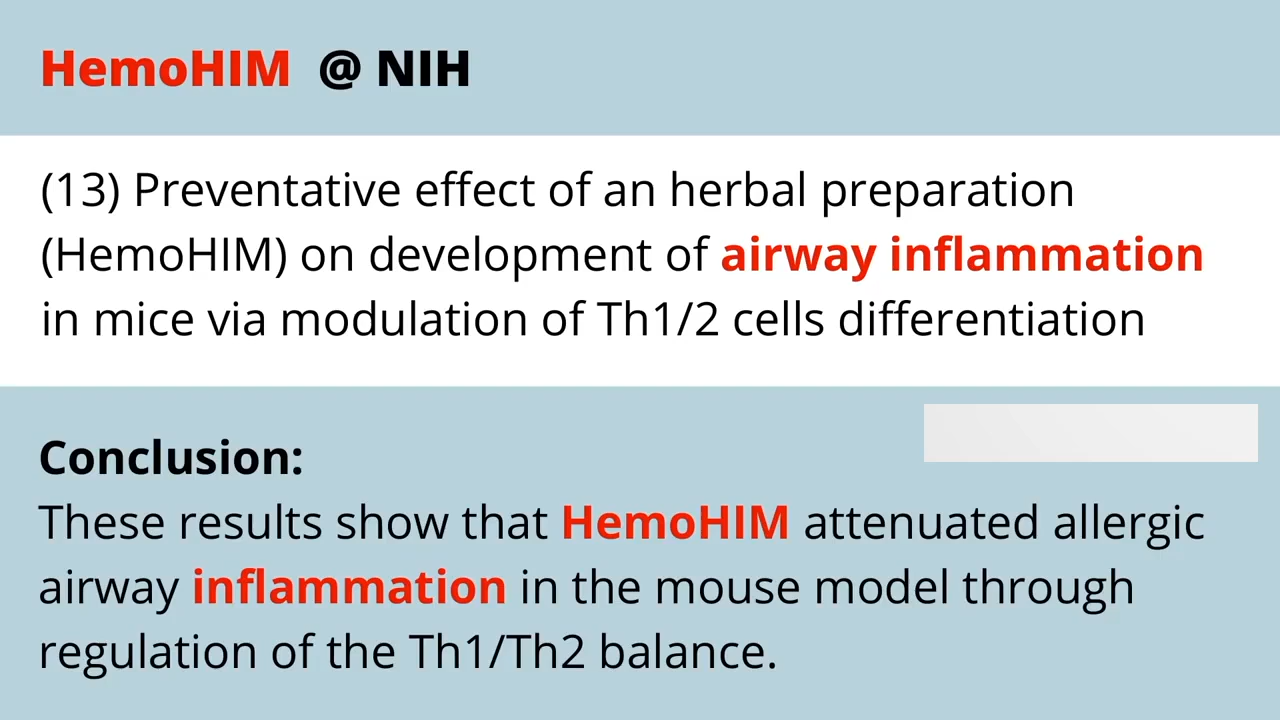 HemoHIM @ NIH
(13) Preventative effect of an herbal preparation
(HemoHIM) on development of airway inflammation
in mice via modulation of Th1/2 cells differentiation
Conclusion:
These results show that HemoHIM attenuated allergic
airway inflammation in the mouse model through
regulation of the Th1/Th2 balance.